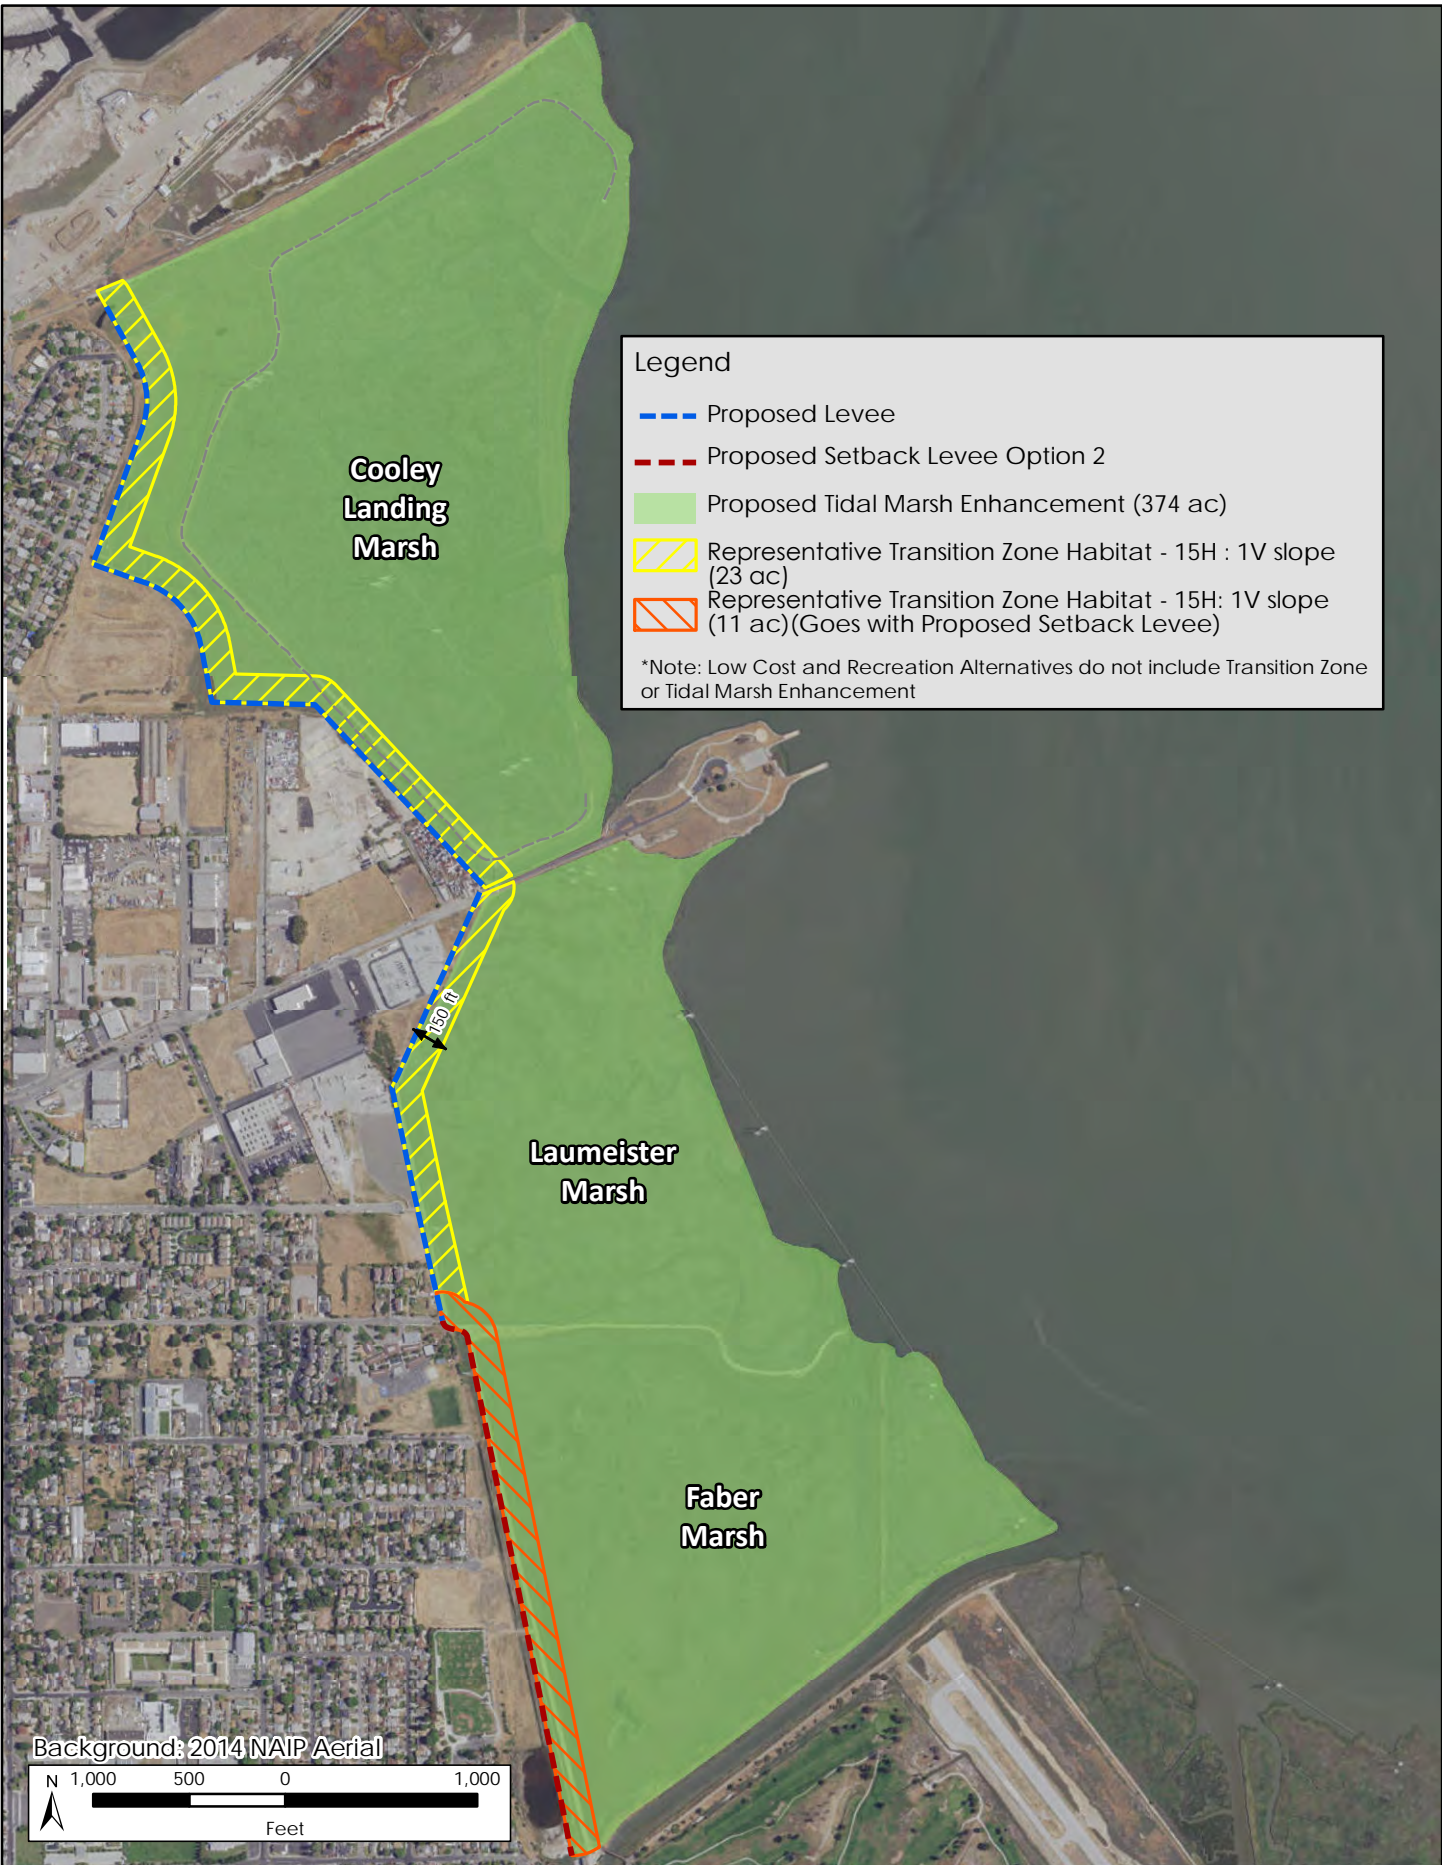 Legend
Proposed Levee
Proposed Setback Levee Option 2
Proposed Tidal Marsh Enhancement (374 ac)
Representative Transition Zone Habitat - 15H : 1V slope
(23 ac)
Representative Transition Zone Habitat - 15H: 1V slope
(11 ac)(Goes with Proposed Setback Levee)
*Note: Low Cost and Recreation Alternatives do not include Transition Zone
or Tidal Marsh Enhancement
Cooley
Landing
Marsh
150 ft
Laumeister
Marsh
Faber
Marsh
Background: 2014 NAIP Aerial
N 1,000 500 0 1,000
Feet